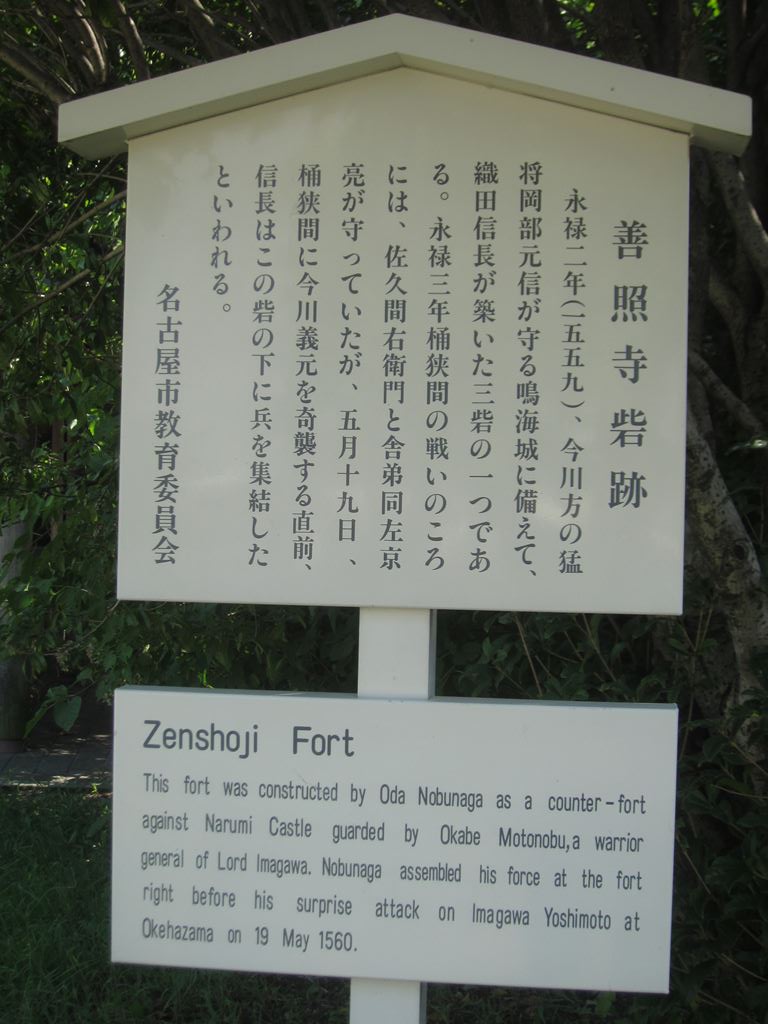 善照寺砦跡
永禄二年(一五五九)、今川方の猛
将岡部元信が守る鳴海城に備えて、
織田信長が築いた三砦の一つであ
る。永禄三年桶狭間の戦いのころ
には、佐久間右衛門と舎弟同左京
亮が守っていたが、五月十九日、
桶狭間に今川義元を奇襲する直前、
信長はこの砦の下に兵を集結した
といわれる。
名古屋市教育委員会
Zenshoji Fort
This fort was constructed by Oda Nobunaga as a counter-fort
against Narumi Castle guarded by Okabe Motonobu,a warrior
general of Lord Imagawa. Nobunaga assembled his force at the fort
right before his surprise attack on Imagawa Yoshimoto at
Okehazama on 19 May 1560.